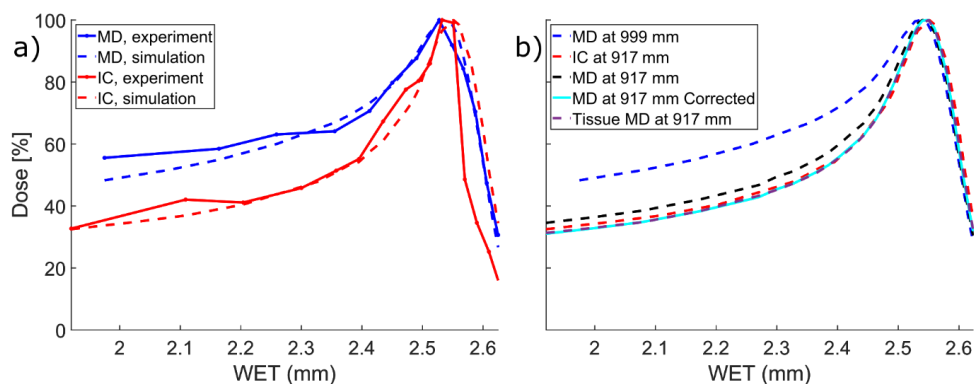 a)
Dose [%]
100
80
60
40
20
0
MD, experiment
MD, simulation
IC, experiment
IC, simulation
2 2.1 2.2 2.3 2.4 2.5 2.6
WET (mm)
b)
MD at 999 mm
IC at 917 mm
MD at 917 mm
MD at 917 mm Corrected
Tissue MD at 917 mm
2 2.1 2.2 2.3 2.4 2.5 2.6
WET (mm)